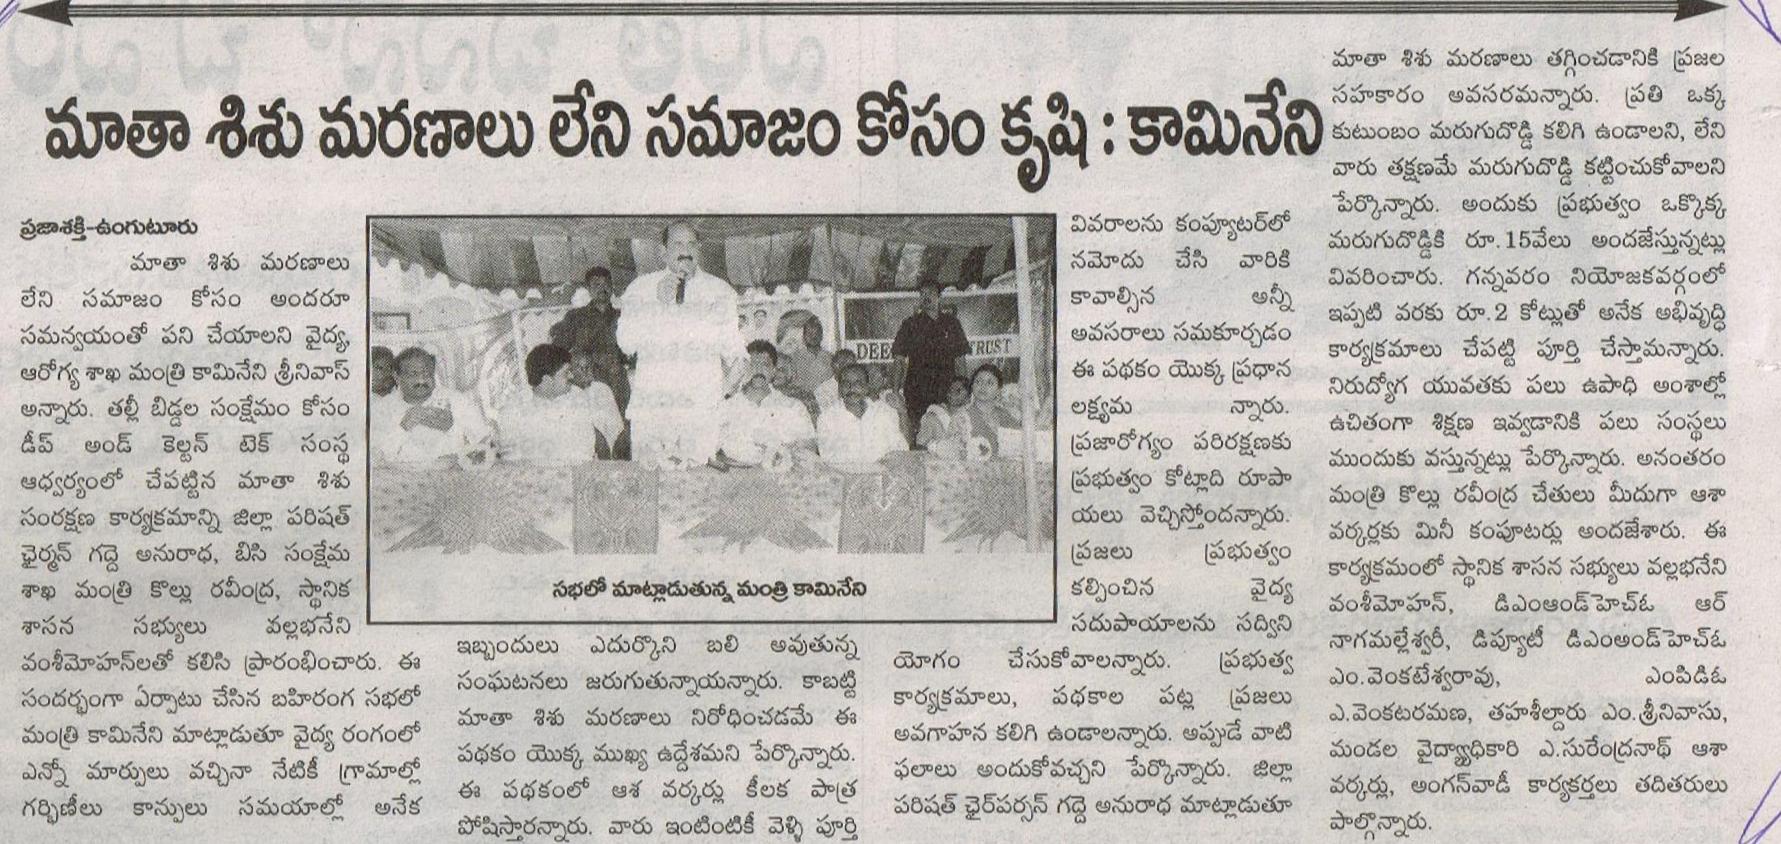 మాతా శిశు మరణాలు లేని సమాజం కోసం కృషి : కామినేని
ప్రజాశక్తి-ఉంగుటూరు
మాతా శిశు మరణాలు
లేని సమాజం కోసం అందరూ
సమన్వయంతో పని చేయాలని వైద్య,
ఆరోగ్య శాఖ మంత్రి కామినేని శ్రీనివాస్
అన్నారు. తల్లీ బిడ్డల సంక్షేమం కోసం
డీప్ అండ్ కెల్టన్ టెక్ సంస్థ
ఆధ్వర్యంలో చేపట్టిన మాతా శిశు
సంరక్షణ కార్యక్రమాన్ని జిల్లా పరిషత్
ఛైర్మన్ గద్దె అనురాధ, బిసి సంక్షేమ
శాఖ మంత్రి కొల్లు రవీంద్ర, స్థానిక
శాసన సభ్యులు వల్లభనేని
వంశీమోహన్‌లతో కలిసి ప్రారంభించారు. ఈ
సందర్భంగా ఏర్పాటు చేసిన బహిరంగ సభలో
మంత్రి కామినేని మాట్లాడుతూ వైద్య రంగంలో
ఎన్నో మార్పులు వచ్చినా నేటికీ గ్రామాల్లో
గర్భిణీలు కాన్పులు సమయాల్లో అనేక
DEE TRUST
సభలో మాట్లాడుతున్న మంత్రి కామినేని
ఇబ్బందులు ఎదుర్కొని బలి అవుతున్న
సంఘటనలు జరుగుతున్నాయన్నారు. కాబట్టి
మాతా శిశు మరణాలు నిరోధించడమే ఈ
పథకం యొక్క ముఖ్య ఉద్దేశమని పేర్కొన్నారు.
ఈ పథకంలో ఆశ వర్కర్లు కీలక పాత్ర
పోషిస్తారన్నారు. వారు ఇంటింటికీ వెళ్ళి పూర్తి
వివరాలను కంప్యూటర్‌లో
నమోదు చేసి వారికి
కావాల్సిన అన్నీ
అవసరాలు సమకూర్చడం
ఈ పథకం యొక్క ప్రధాన
లక్ష్యమ న్నారు.
ప్రజారోగ్యం పరిరక్షణకు
ప్రభుత్వం కోట్లాది రూపా
యలు వెచ్చిస్తోందన్నారు.
ప్రజలు ప్రభుత్వం
కల్పించిన వైద్య
సదుపాయాలను సద్విని
యోగం చేసుకోవాలన్నారు. ప్రభుత్వ
కార్యక్రమాలు, పథకాల పట్ల ప్రజలు
అవగాహన కలిగి ఉండాలన్నారు. అప్పుడే వాటి
ఫలాలు అందుకోవచ్చని పేర్కొన్నారు. జిల్లా
పరిషత్ ఛైర్‌పర్సన్ గద్దె అనురాధ మాట్లాడుతూ
మాతా శిశు మరణాలు తగ్గించడానికి ప్రజల
సహకారం అవసరమన్నారు. ప్రతి ఒక్క
కుటుంబం మరుగుదొడ్డి కలిగి ఉండాలని, లేని
వారు తక్షణమే మరుగుదొడ్డి కట్టించుకోవాలని
పేర్కొన్నారు. అందుకు ప్రభుత్వం ఒక్కొక్క
మరుగుదొడ్డికి రూ.15వేలు అందజేస్తున్నట్లు
వివరించారు. గన్నవరం నియోజకవర్గంలో
ఇప్పటి వరకు రూ.2 కోట్లుతో అనేక అభివృద్ధి
కార్యక్రమాలు చేపట్టి పూర్తి చేస్తామన్నారు.
నిరుద్యోగ యువతకు పలు ఉపాధి అంశాల్లో
ఉచితంగా శిక్షణ ఇవ్వడానికి పలు సంస్థలు
ముందుకు వస్తున్నట్లు పేర్కొన్నారు. అనంతరం
మంత్రి కొల్లు రవీంద్ర చేతులు మీదుగా ఆశా
వర్కర్లకు మినీ కంపూటర్లు అందజేశారు. ఈ
కార్యక్రమంలో స్థానిక శాసన సభ్యులు వల్లభనేని
వంశీమోహన్, డిఎంఆండ్‌హెచ్‌ఓ ఆర్
నాగమల్లేశ్వరీ, డిప్యూటీ డిఎంఅండ్‌హెచ్‌ఓ
ఎం.వెంకటేశ్వరావు, ఎంపిడిఓ
ఎ.వెంకటరమణ, తహశీల్దారు ఎం.శ్రీనివాసు,
మండల వైద్యాధికారి ఎ.సురేంద్రనాథ్ ఆశా
వర్కర్లు, అంగన్‌వాడీ కార్యకర్తలు తదితరులు
పాల్గొన్నారు.